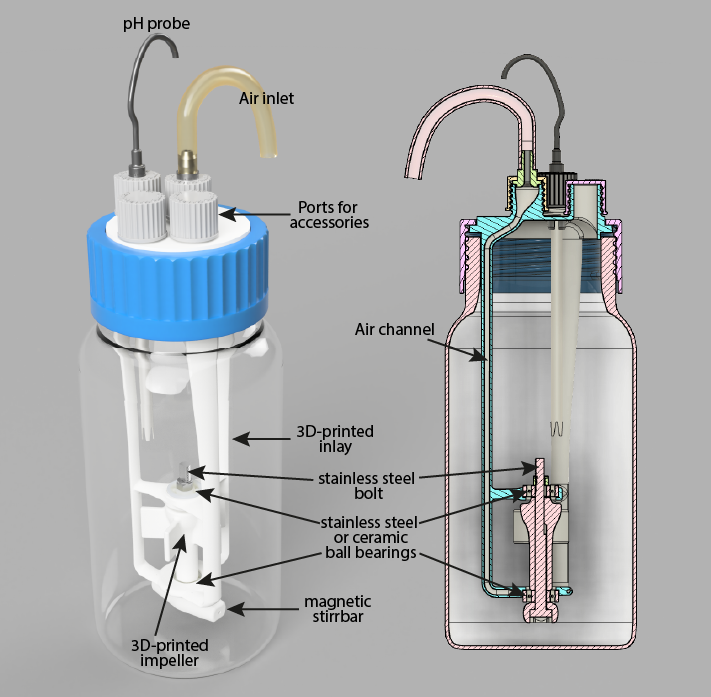 pH probe
Air inlet
Ports for
accessories
Air channel
3D-printed
inlay
stainless steel
bolt
stainless steel
or ceramic
ball bearings
magnetic
stirrbar
3D-printed
impeller